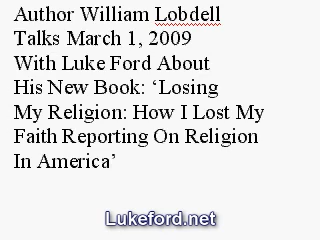 Author William Lobdell
Talks March 1, 2009
With Luke Ford About
His New Book: ‘Losing
My Religion: How I Lost My
Faith Reporting On Religion
In America’
Lukeford.net